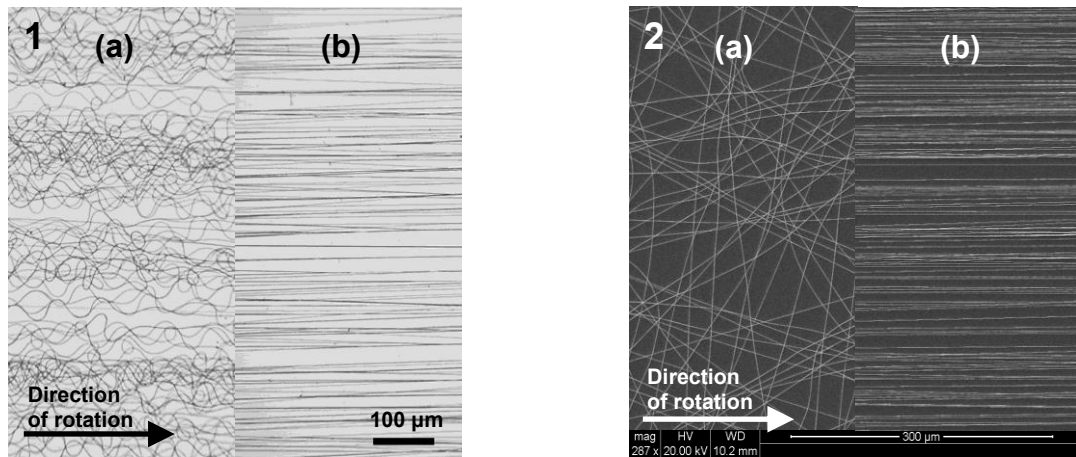 1
(a)
(b)
Direction
of rotation
100 µm
2
(a)
(b)
Direction
of rotation
mag HV WD
287 x 20.00 kV 10.2 mm
300 µm